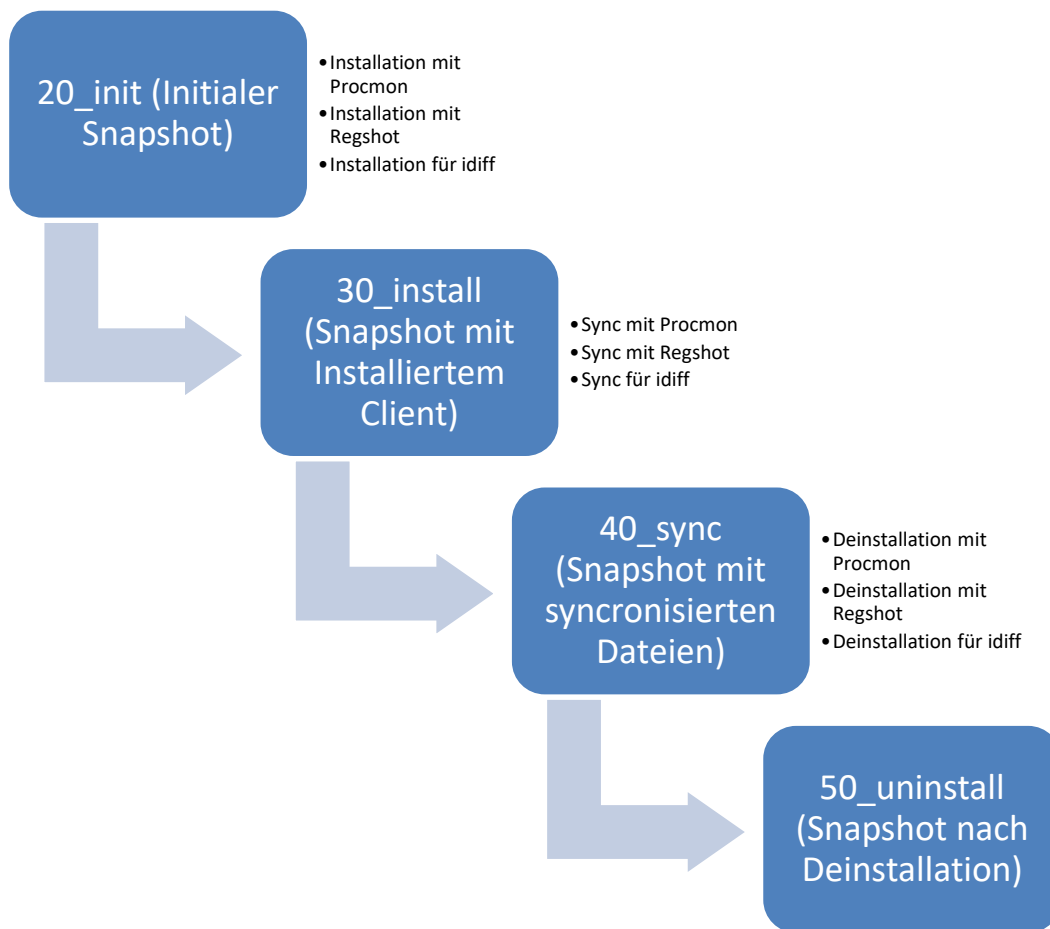 20_init (Initialer
Snapshot)
•Installation mit
Procmon
•Installation mit
Regshot
•Installation für idiff
30_install
(Snapshot mit
Installiertem
Client)
•Sync mit Procmon
•Sync mit Regshot
•Sync für idiff
40_sync
(Snapshot mit
syncronisierten
Dateien)
•Deinstallation mit
Procmon
•Deinstallation mit
Regshot
•Deinstallation für idiff
50_uninstall
(Snapshot nach
Deinstallation)